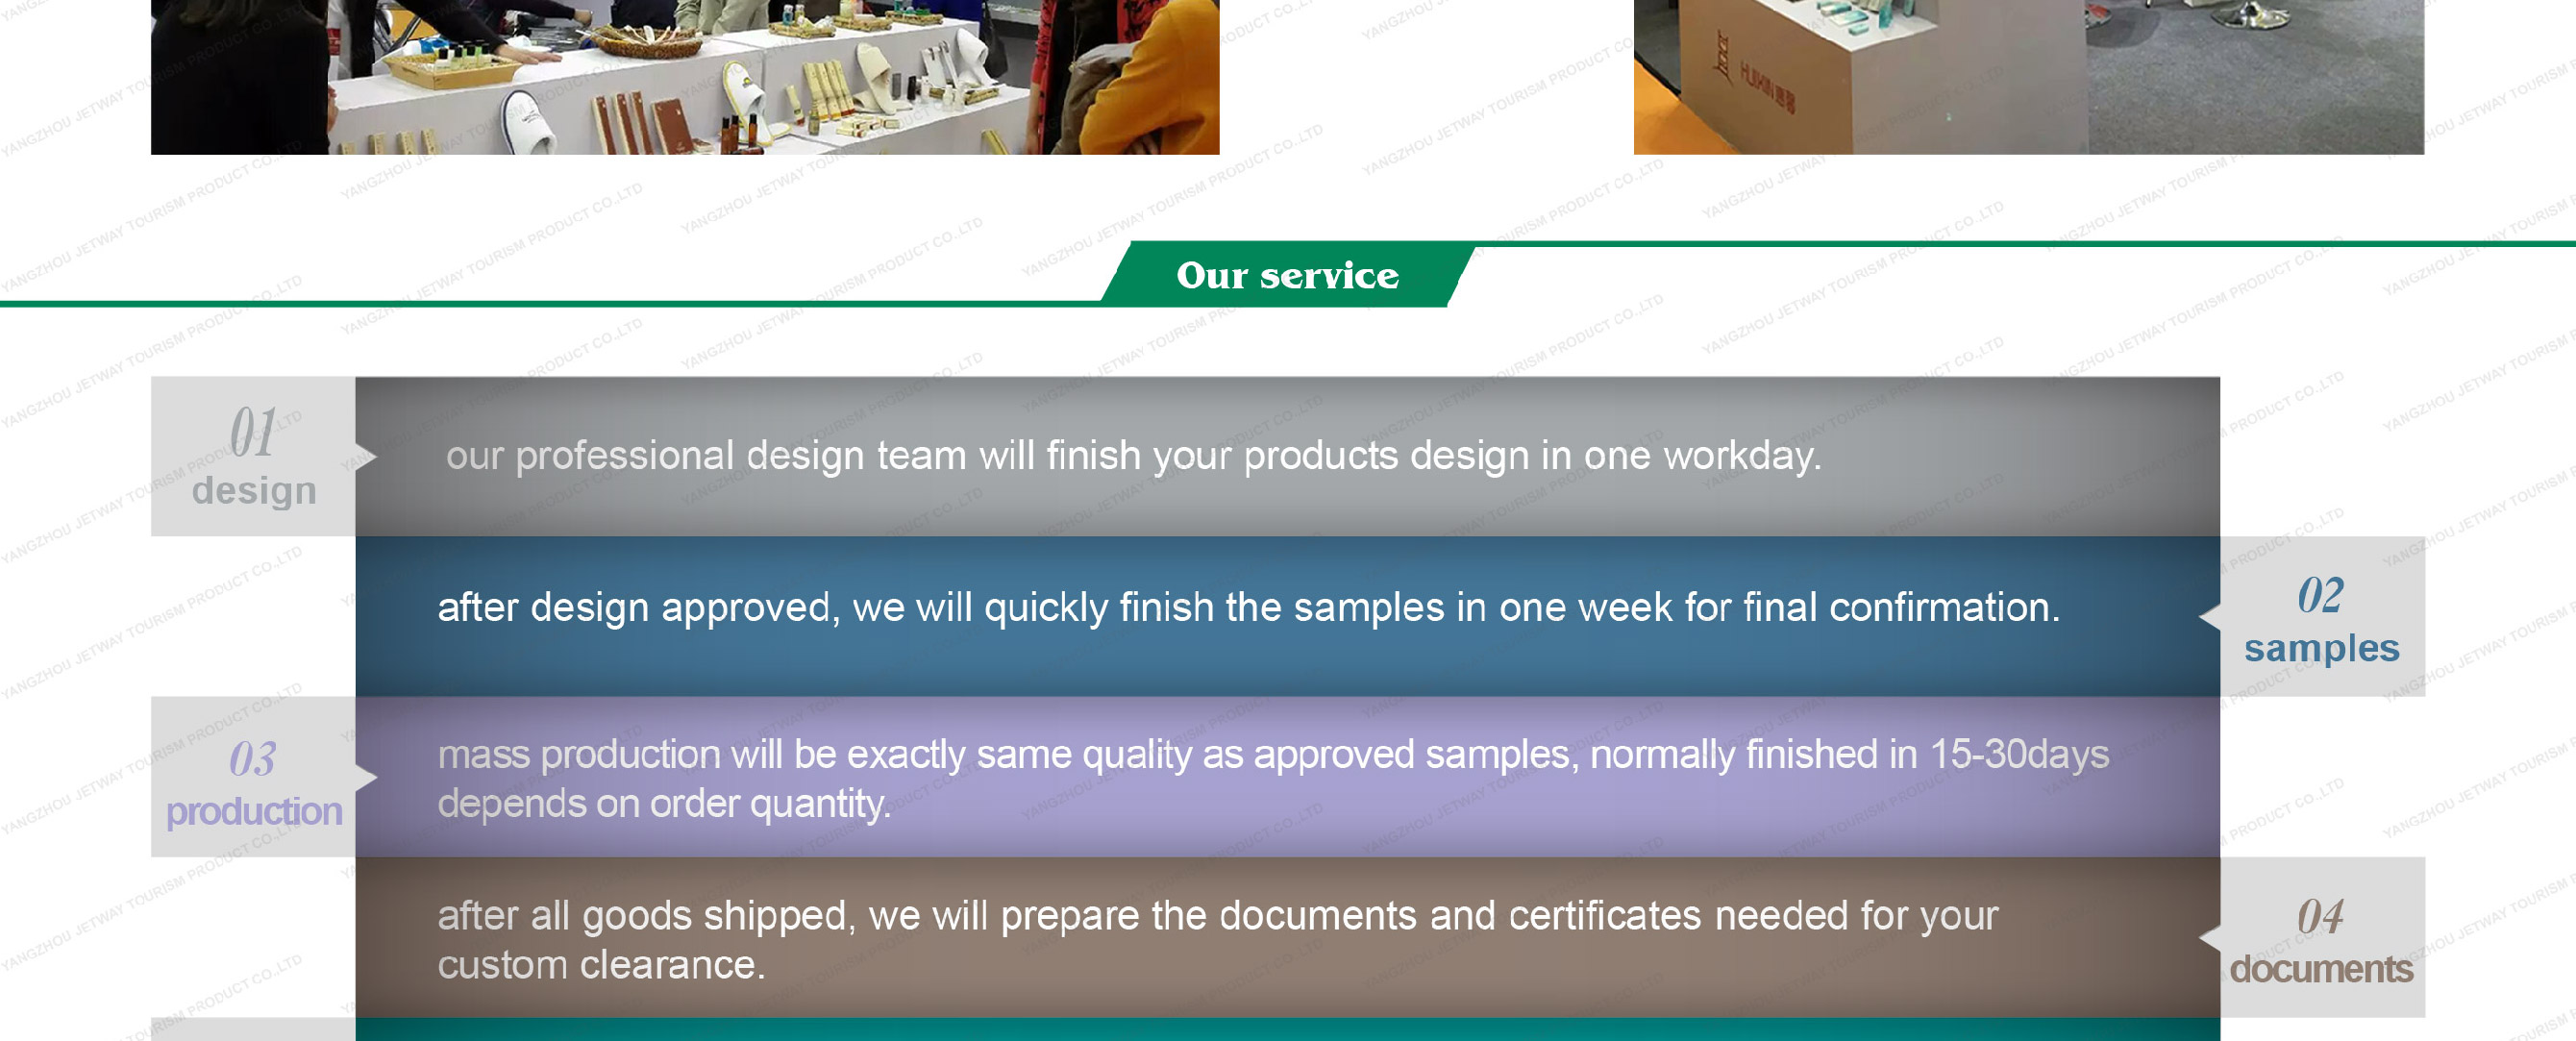 HUIKIN
Our service
01
design
our professional design team will finish your products design in one workday.
after design approved, we will quickly finish the samples in one week for final confirmation.
02
samples
03
production
mass production will be exactly same quality as approved samples, normally finished in 15-30days
depends on order quantity.
after all goods shipped, we will prepare the documents and certificates needed for your
custom clearance.
04
documents
YANGZHOU JETWAY TOURISM PRODUCT CO.,LTD